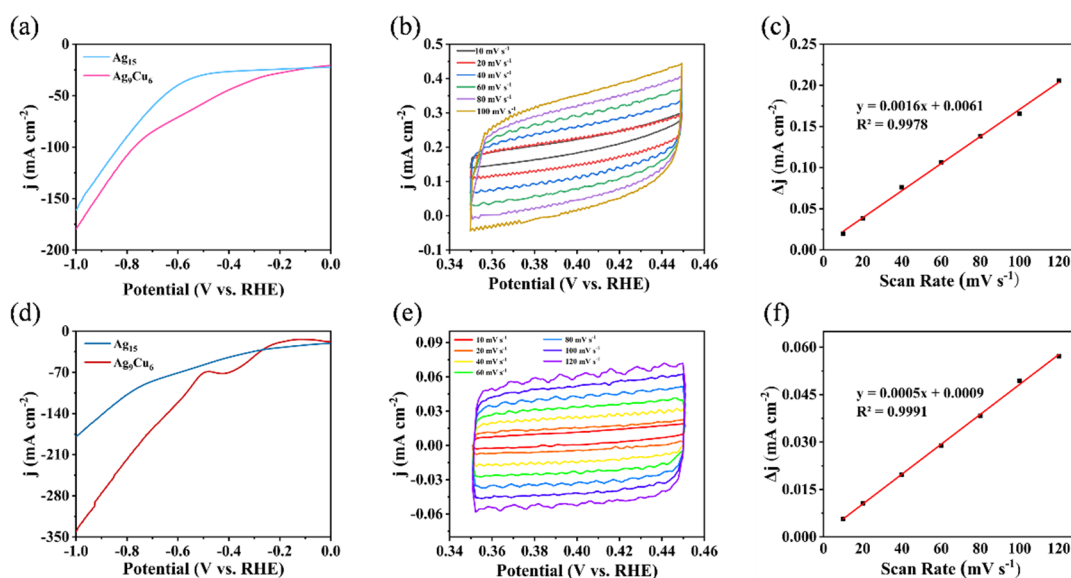 (a)
Ag₁₅
Ag₉Cu₆
0
-50
-100
-150
-200
j (mA cm⁻²)
-1.0 -0.8 -0.6 -0.4 -0.2 0.0
Potential (V vs. RHE)
(b)
10 mV s⁻¹
20 mV s⁻¹
40 mV s⁻¹
60 mV s⁻¹
80 mV s⁻¹
100 mV s⁻¹
0.5
0.4
0.3
0.2
0.1
0.0
-0.1
j (mA cm⁻²)
0.34 0.36 0.38 0.40 0.42 0.44 0.46
Potential (V vs. RHE)
(c)
y = 0.0016x + 0.0061
R² = 0.9978
0.25
0.20
0.15
0.10
0.05
0.00
Δj (mA cm⁻²)
0 20 40 60 80 100 120
Scan Rate (mV s⁻¹)
(d)
Ag₁₅
Ag₉Cu₆
0
-70
-140
-210
-280
-350
j (mA cm⁻²)
-1.0 -0.8 -0.6 -0.4 -0.2 0.0
Potential (V vs. RHE)
(e)
10 mV s⁻¹
20 mV s⁻¹
40 mV s⁻¹
60 mV s⁻¹
80 mV s⁻¹
100 mV s⁻¹
120 mV s⁻¹
0.09
0.06
0.03
0.00
-0.03
-0.06
j (mA cm⁻²)
0.34 0.36 0.38 0.40 0.42 0.44 0.46
Potential (V vs. RHE)
(f)
y = 0.0005x + 0.0009
R² = 0.9991
0.060
0.045
0.030
0.015
0.000
Δj (mA cm⁻²)
0 20 40 60 80 100 120
Scan Rate (mV s⁻¹)